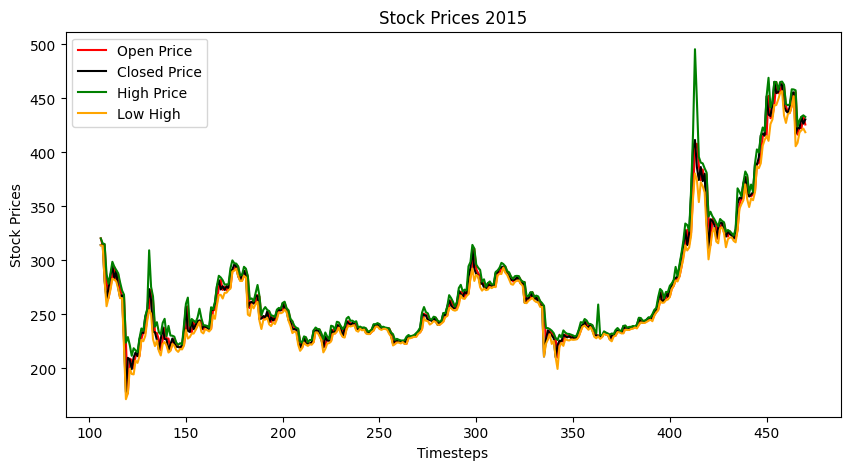 Stock Prices 2015
Open Price
Closed Price
High Price
Low High
Stock Prices
500
450
400
350
300
250
200
100
150
200
250
300
350
400
450
Timesteps